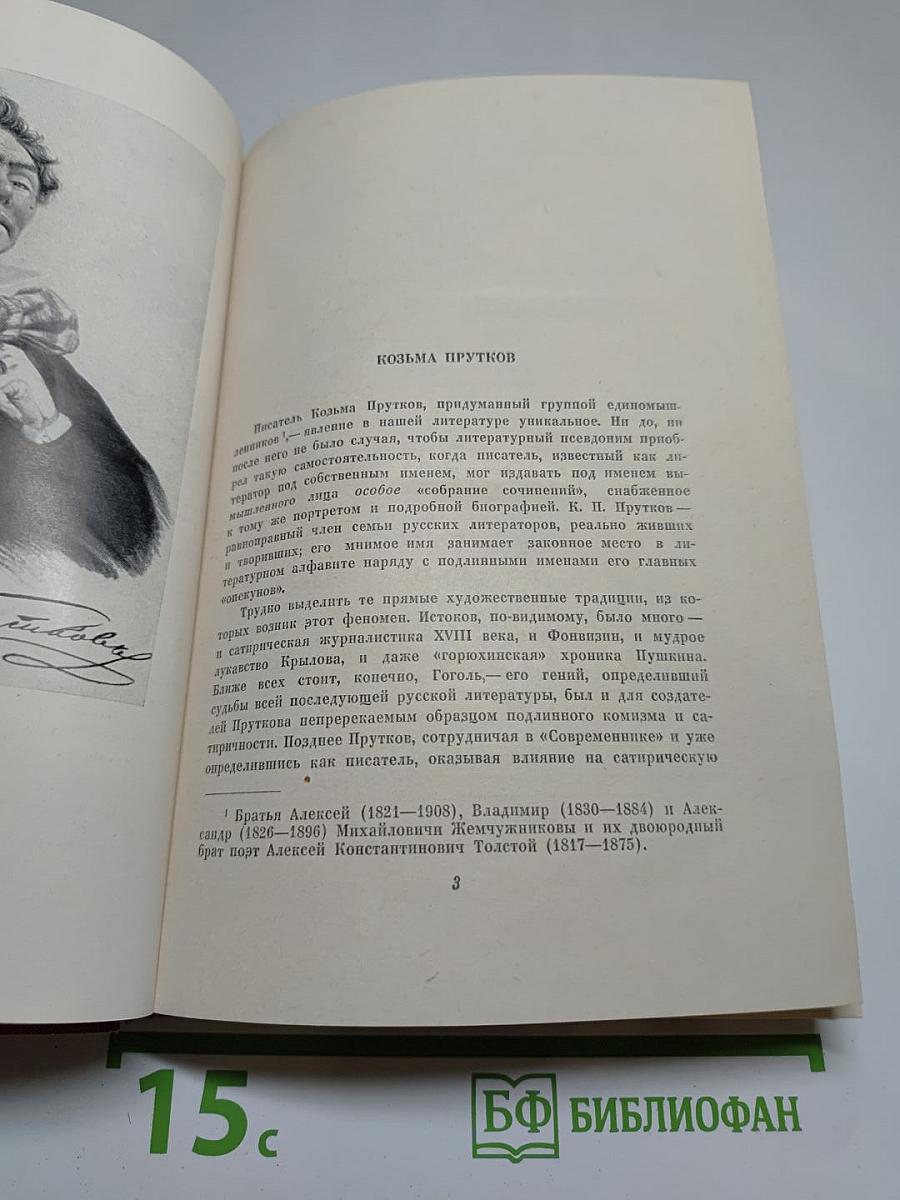 КОЗЬМА ПРУТКОВ
Писатель Козьма Прутков, придуманный группой единомыш-
ленников¹,— явление в нашей литературе уникальное. Ни до, ни
после него не было случая, чтобы литературный псевдоним приоб-
рел такую самостоятельность, когда писатель, известный как ли-
тератор под собственным именем, мог издавать под именем вы-
мышленного лица особое «собрание сочинений», снабженное
к тому же портретом и подробной биографией. К. П. Прутков —
равноправный член семьи русских литераторов, реально живших
и творивших; его мнимое имя занимает законное место в ли-
тературном алфавите наряду с подлинными именами его главных
«опекунов».
Трудно выделить те прямые художественные традиции, из ко-
торых возник этот феномен. Истоков, по-видимому, было много —
и сатирическая журналистика XVIII века, и Фонвизин, и мудрое
лукавство Крылова, и даже «горюхинская» хроника Пушкина.
Ближе всех стоит, конечно, Гоголь,— его гений, определивший
судьбы всей последующей русской литературы, был и для создате-
лей Пруткова непререкаемым образцом подлинного комизма и са-
тиричности. Позднее Прутков, сотрудничая в «Современнике» и уже
определившись как писатель, оказывая влияние на сатирическую
¹ Братья Алексей (1821—1908), Владимир (1830—1884) и Алек-
сандр (1826—1896) Михайловичи Жемчужниковы и их двоюродный
брат поэт Алексей Константинович Толстой (1817—1875).
3
15 с
БФ БИБЛИОФАН